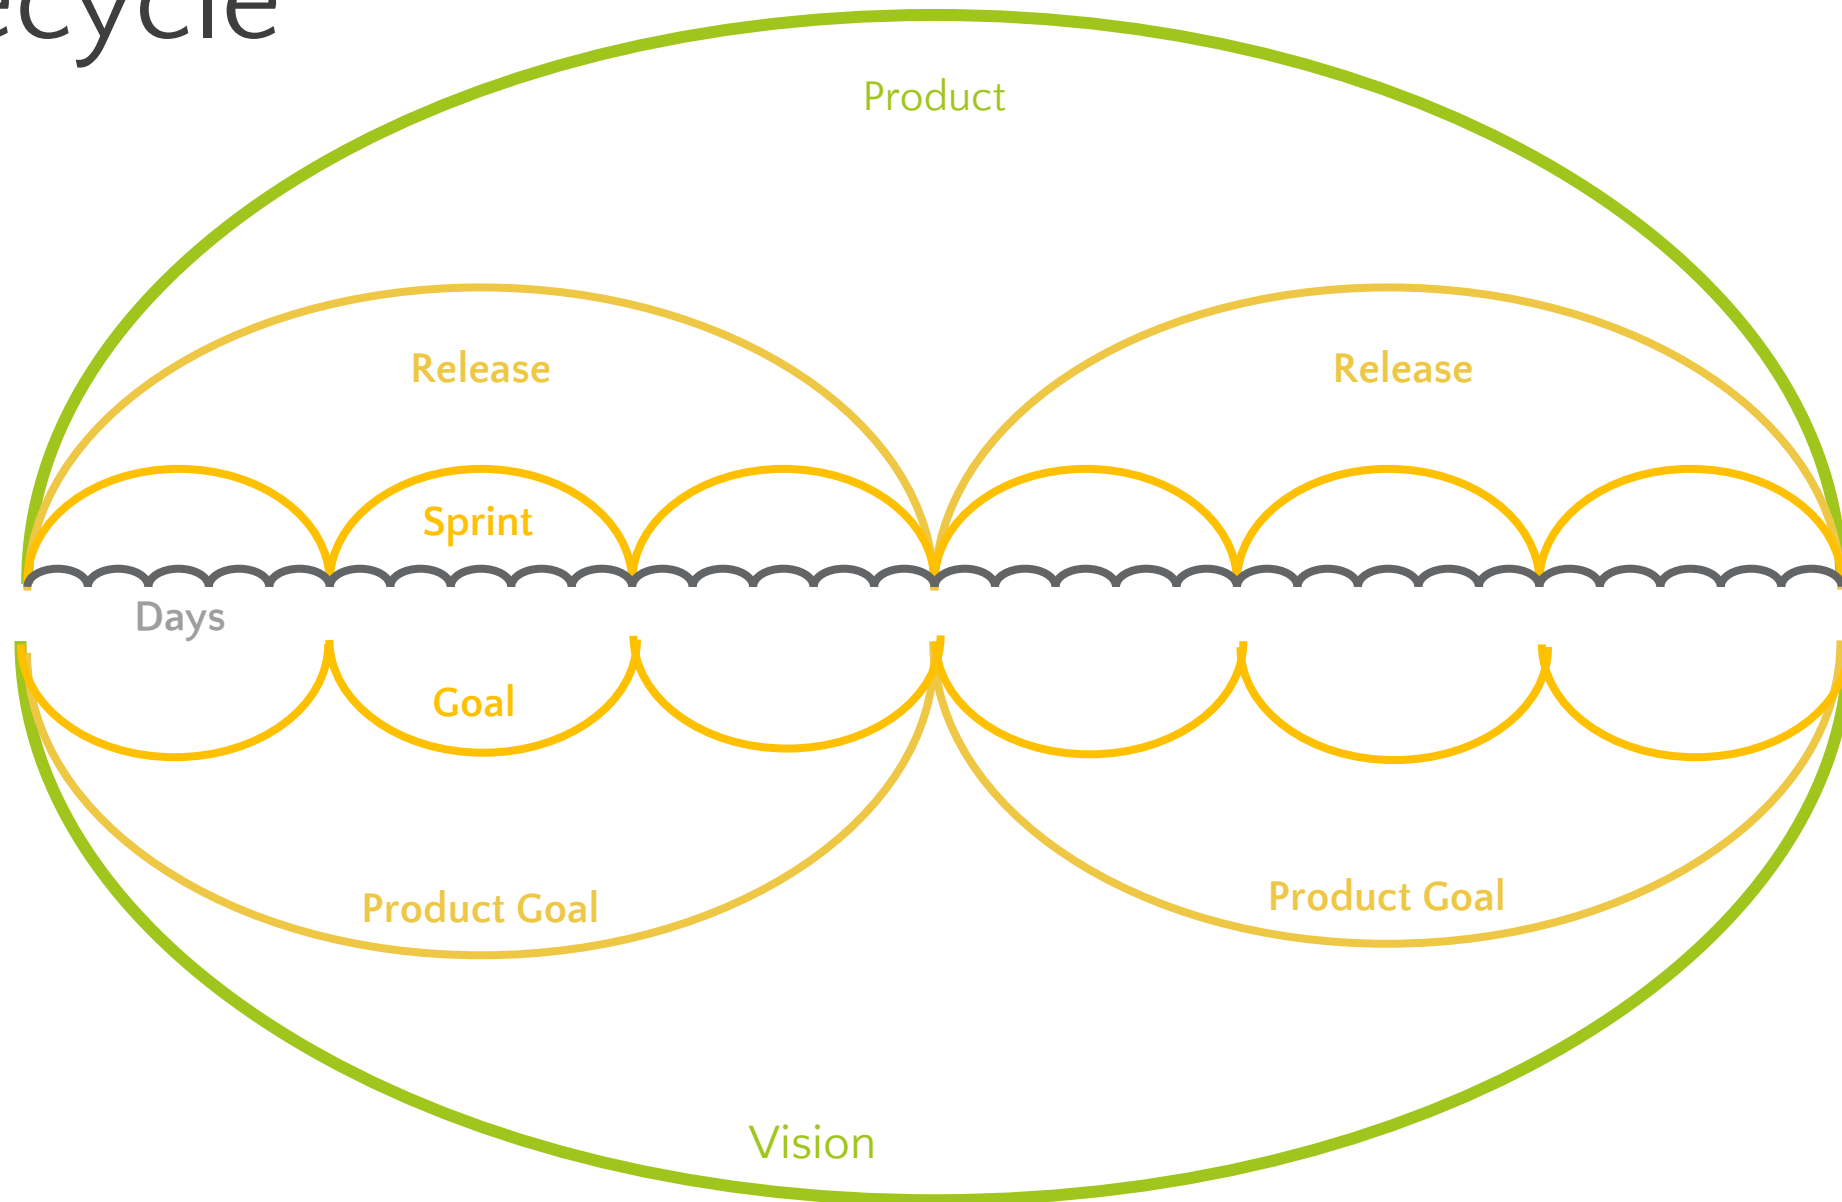 ecycle
Product
Release
Release
Sprint
Days
Goal
Product Goal
Product Goal
Vision